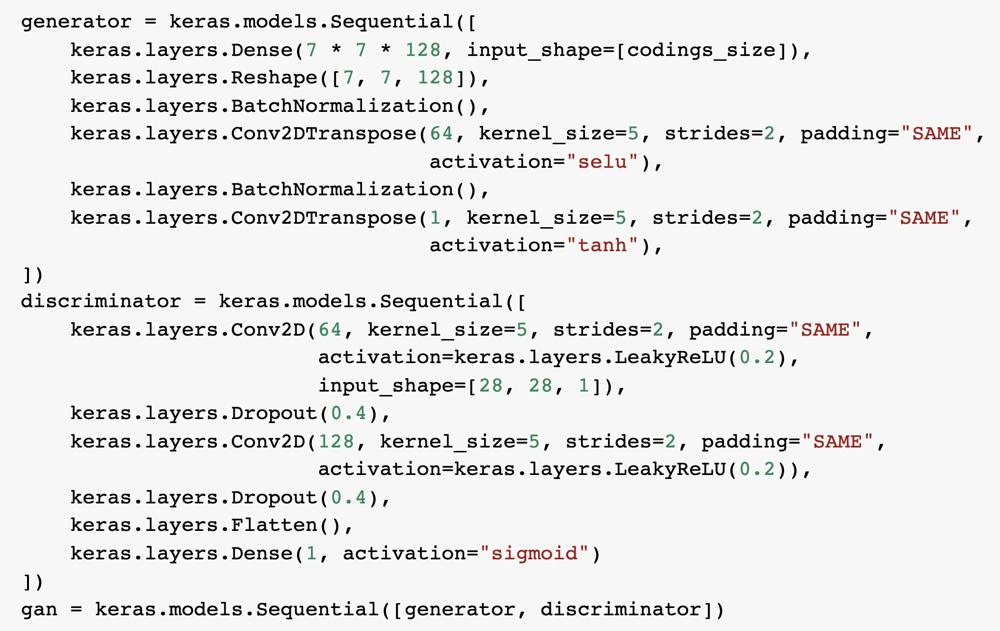 generator = keras.models.Sequential([
    keras.layers.Dense(7 * 7 * 128, input_shape=[codings_size]),
    keras.layers.Reshape([7, 7, 128]),
    keras.layers.BatchNormalization(),
    keras.layers.Conv2DTranspose(64, kernel_size=5, strides=2, padding="SAME",
                                 activation="selu"),
    keras.layers.BatchNormalization(),
    keras.layers.Conv2DTranspose(1, kernel_size=5, strides=2, padding="SAME",
                                 activation="tanh"),
])
discriminator = keras.models.Sequential([
    keras.layers.Conv2D(64, kernel_size=5, strides=2, padding="SAME",
                        activation=keras.layers.LeakyReLU(0.2),
                        input_shape=[28, 28, 1]),
    keras.layers.Dropout(0.4),
    keras.layers.Conv2D(128, kernel_size=5, strides=2, padding="SAME",
                        activation=keras.layers.LeakyReLU(0.2)),
    keras.layers.Dropout(0.4),
    keras.layers.Flatten(),
    keras.layers.Dense(1, activation="sigmoid")
])
gan = keras.models.Sequential([generator, discriminator])